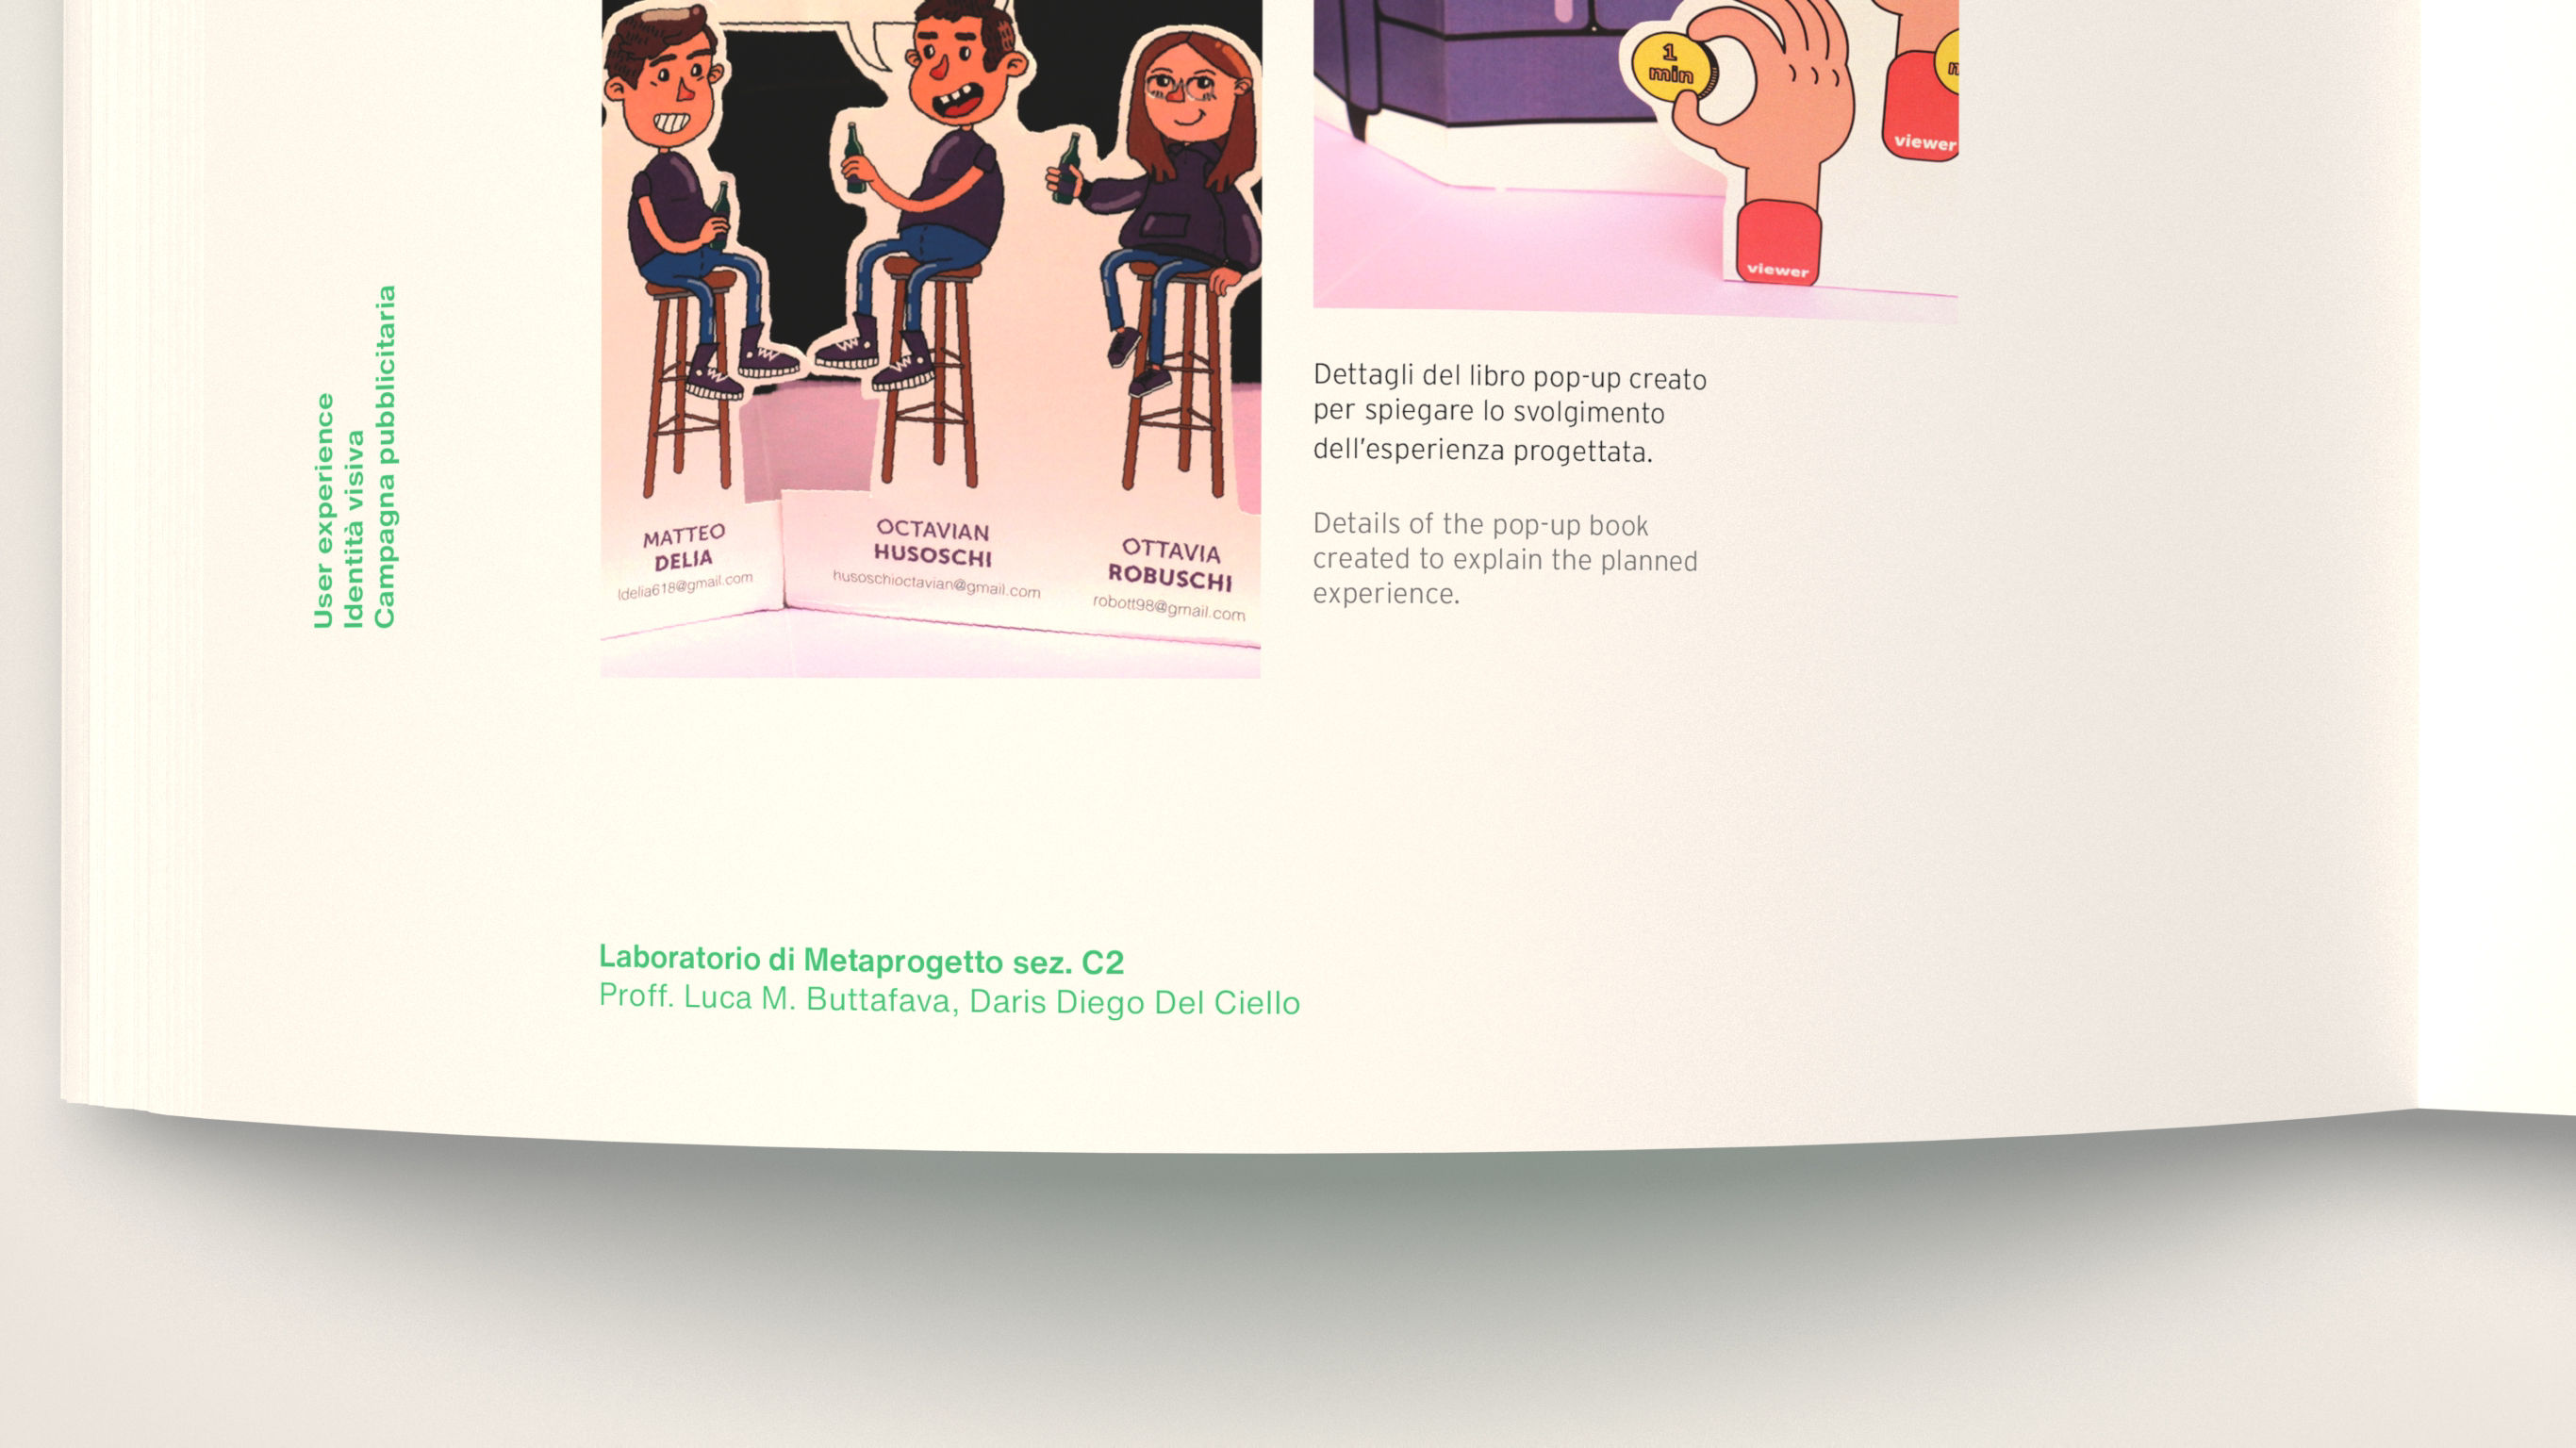 User experience
Identità visiva
Campagna pubblicitaria
MATTEO
DELIA
ldelia618@gmail.com
OCTAVIAN
HUSOSCHI
husoschioctavian@gmail.com
OTTAVIA
ROBUSCHI
robott98@gmail.com
1
min
viewer
viewer
Dettagli del libro pop-up creato
per spiegare lo svolgimento
dell'esperienza progettata.
Details of the pop-up book
created to explain the planned
experience.
Laboratorio di Metaprogetto sez. C2
Proff. Luca M. Buttafava, Daris Diego Del Ciello